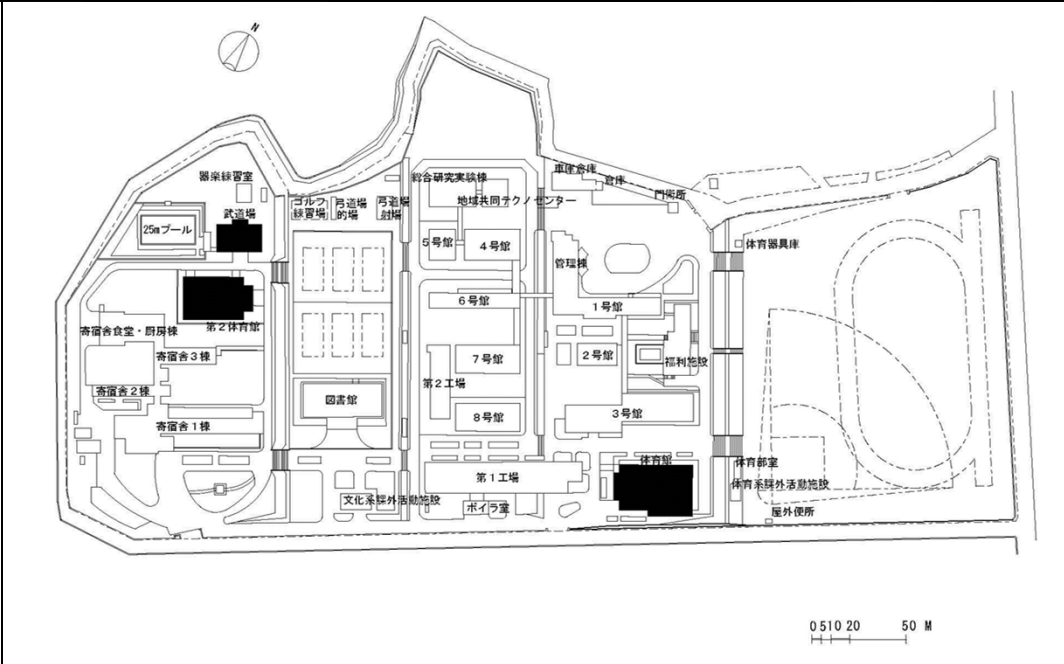 N
器楽練習室
武道場
25mプール
ゴルフ
練習場
弓道場
的場
弓道場
射場
総合研究実験棟
地域共同テクノセンター
車庫倉庫
倉庫
門衛所
体育器具庫
5号館
4号館
管理棟
6号館
1号館
第2体育館
寄宿舎食堂・厨房棟
寄宿舎3棟
寄宿舎2棟
寄宿舎1棟
図書館
第2工場
7号館
8号館
2号館
福利施設
3号館
第1工場
体育館
体育部室
体育系課外活動施設
文化系課外活動施設
ボイラ室
屋外便所
0 5 10 20 50 M